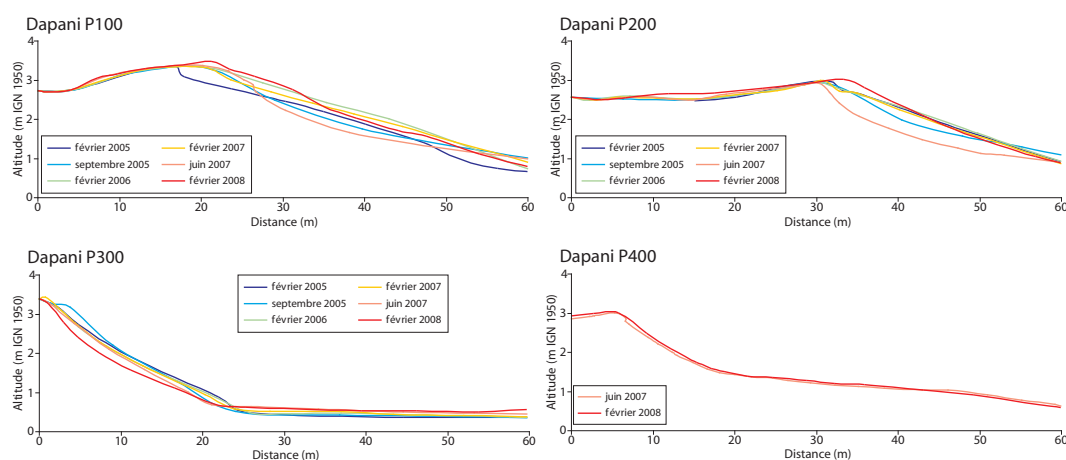 Dapani P100
Altitude (m IGN 1950)
4
3
2
1
0
février 2005
septembre 2005
février 2006
février 2007
juin 2007
février 2008
0 10 20 30 40 50 60
Distance (m)
Dapani P200
Altitude (m IGN 1950)
4
3
2
1
0
février 2005
septembre 2005
février 2006
février 2007
juin 2007
février 2008
0 10 20 30 40 50 60
Distance (m)
Dapani P300
Altitude (m IGN 1950)
4
3
2
1
0
février 2005
septembre 2005
février 2006
février 2007
juin 2007
février 2008
0 10 20 30 40 50 60
Distance (m)
Dapani P400
Altitude (m IGN 1950)
4
3
2
1
0
juin 2007
février 2008
0 10 20 30 40 50 60
Distance (m)